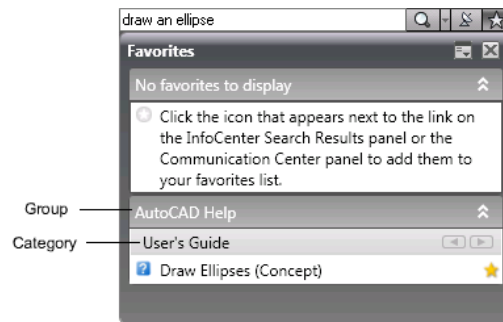 draw an ellipse
Favorites
No favorites to display
Click the icon that appears next to the link on
the InfoCenter Search Results panel or the
Communication Center panel to add them to
your favorites list.
Group
AutoCAD Help
Category
User's Guide
Draw Ellipses (Concept)